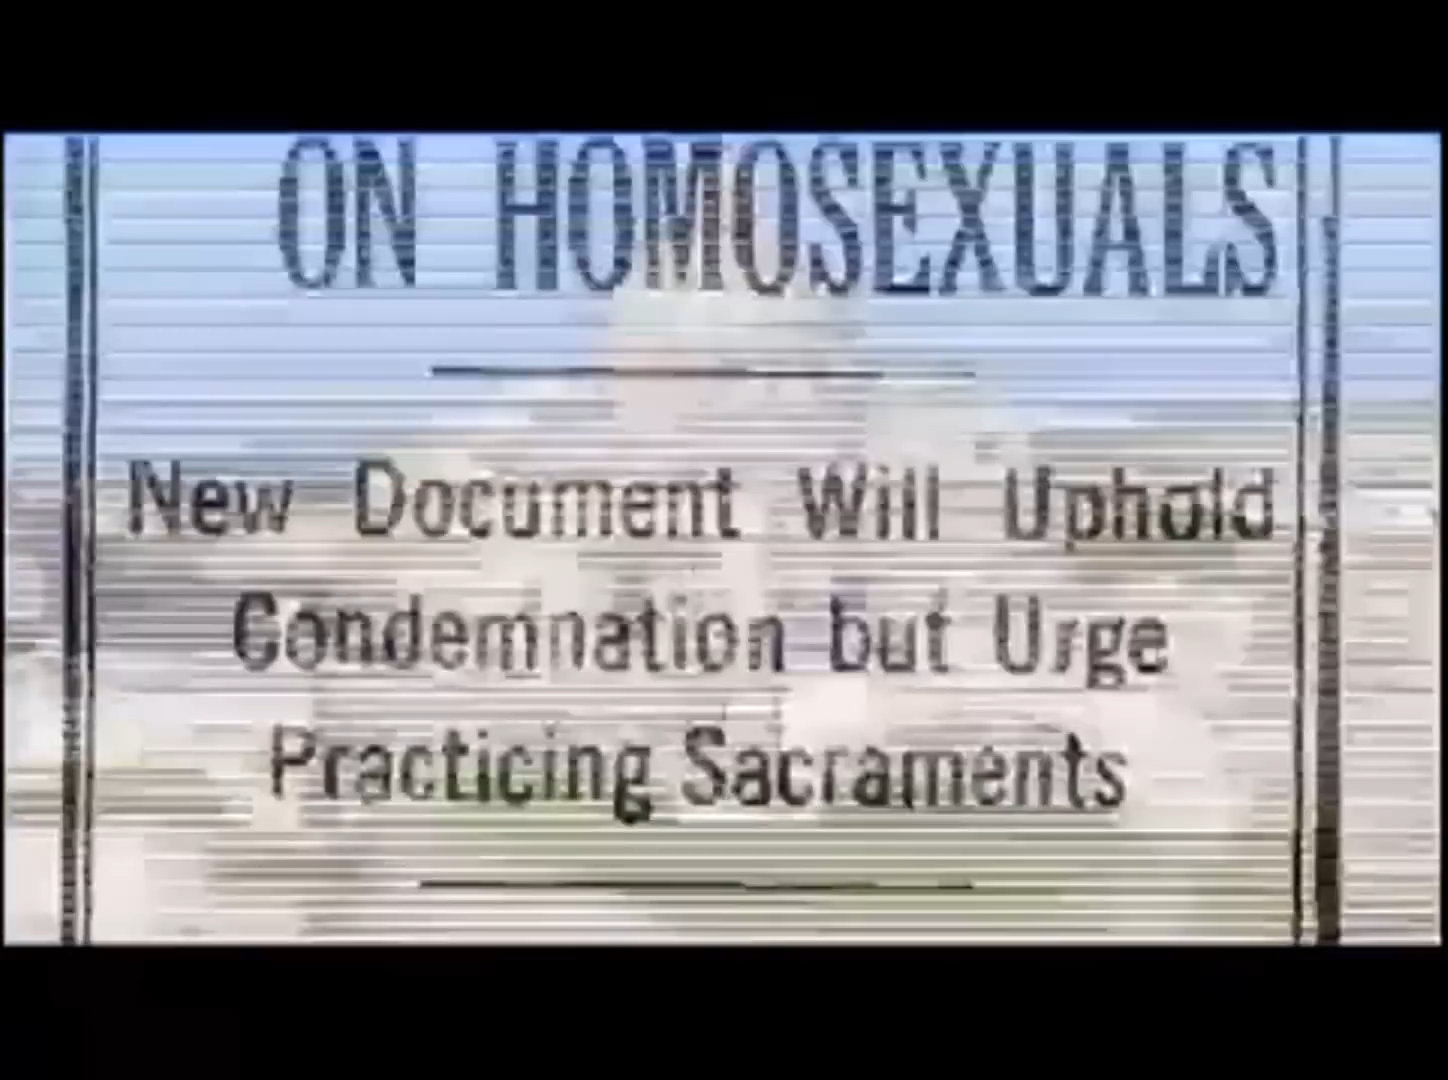 ON HOMOSEXUALS
New Document Will Uphold
Condemnation but Urge
Practicing Sacraments